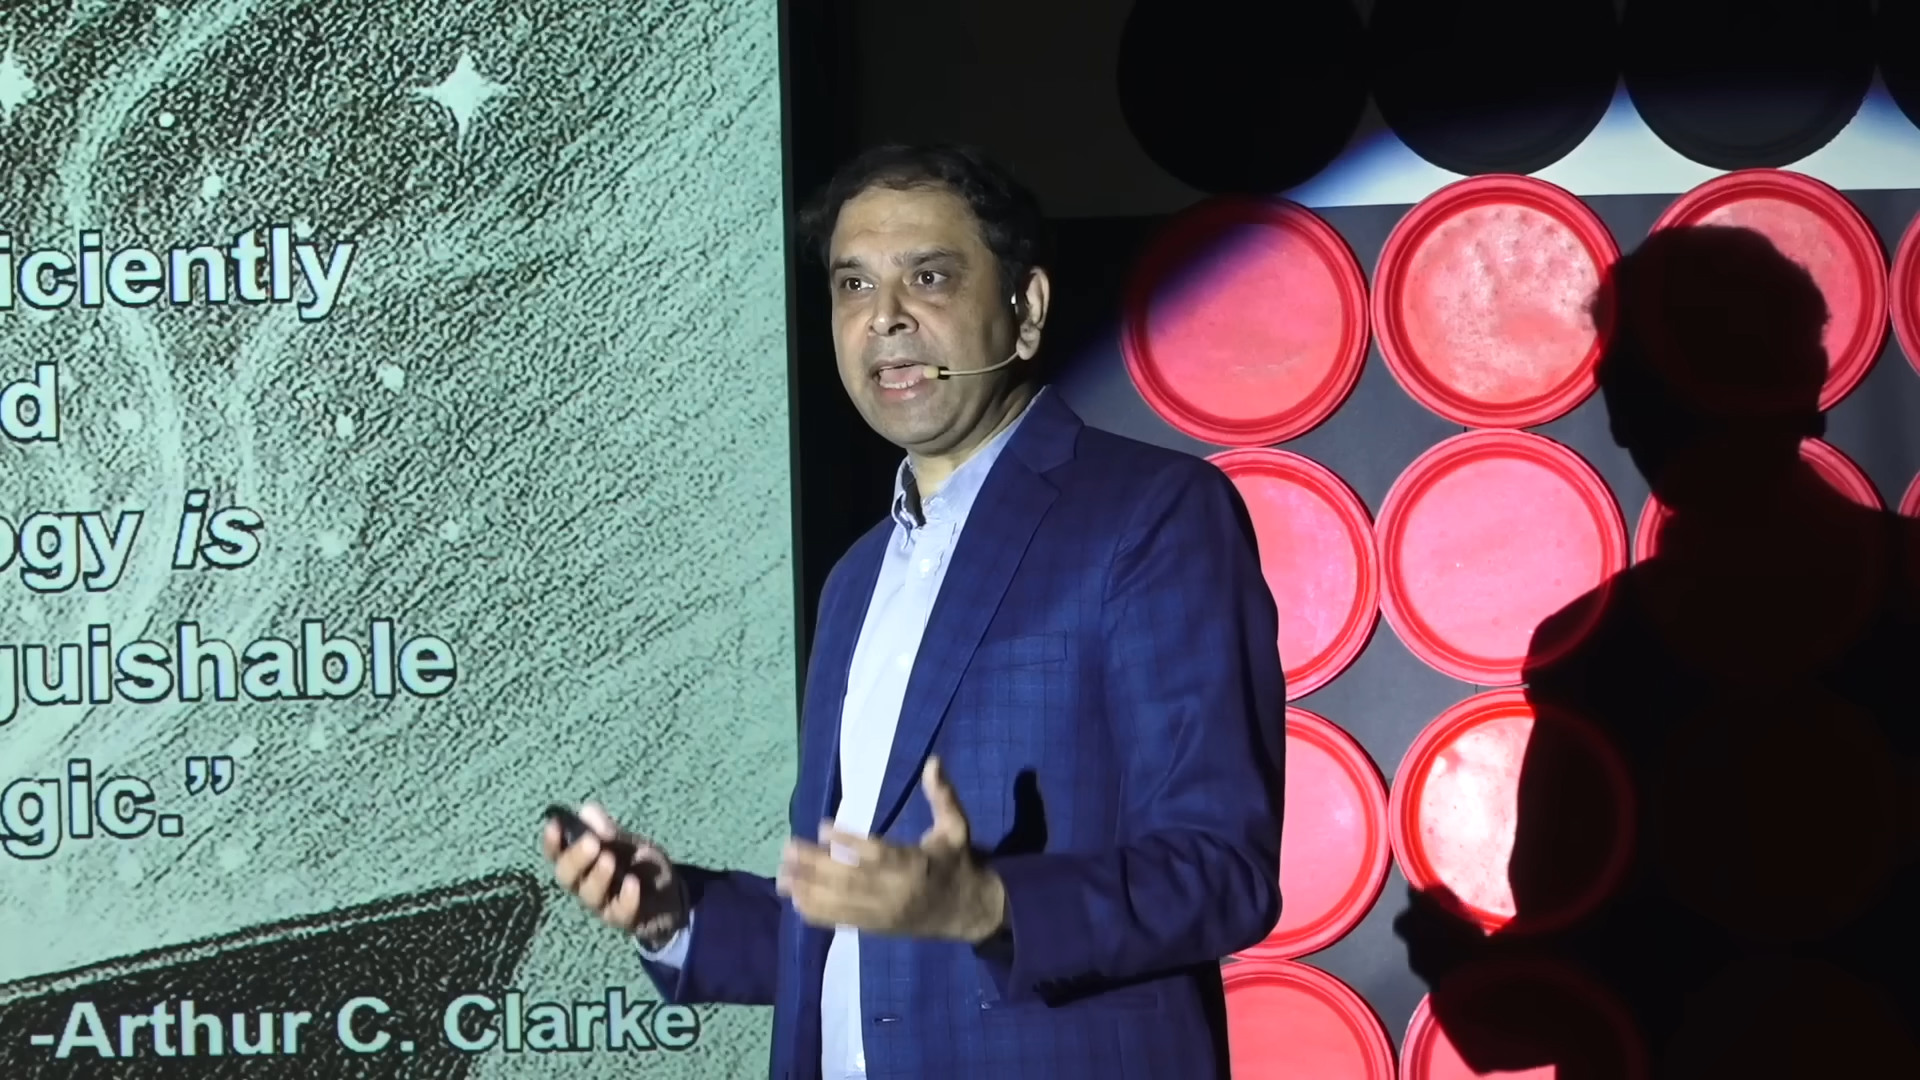 iciently
d
ogy is
guishable
gic.”
-Arthur C. Clarke